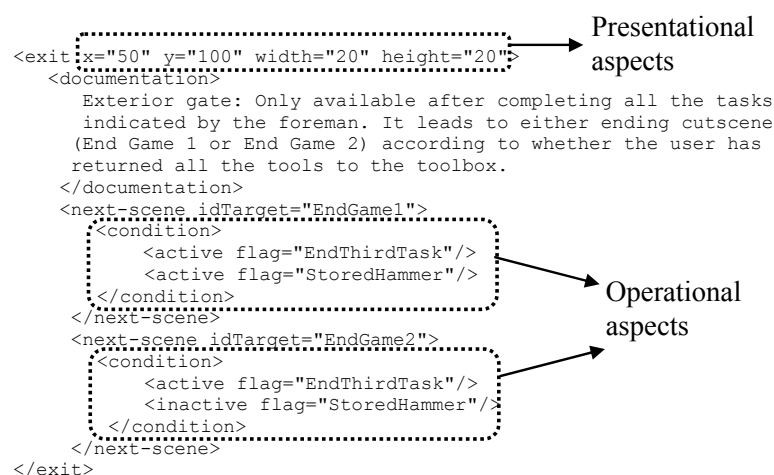 Presentational
aspects
<exit x="50" y="100" width="20" height="20">
<documentation>
Exterior gate: Only available after completing all the tasks
indicated by the foreman. It leads to either ending cutscene
(End Game 1 or End Game 2) according to whether the user has
returned all the tools to the toolbox.
</documentation>
<next-scene idTarget="EndGame1">
<condition>
<active flag="EndThirdTask"/>
<active flag="StoredHammer"/>
</condition>
</next-scene>
<next-scene idTarget="EndGame2">
<condition>
<active flag="EndThirdTask"/>
<inactive flag="StoredHammer"/>
</condition>
</next-scene>
</exit>
Operational
aspects